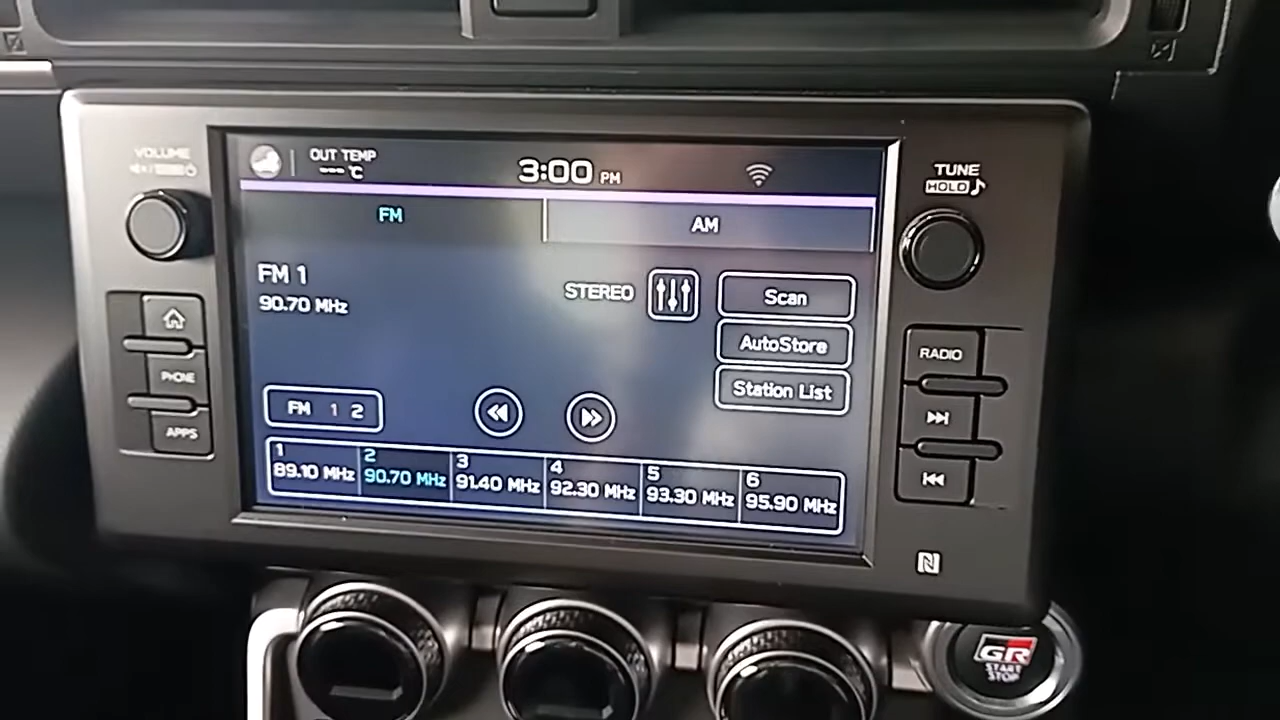 VOLUME
OUT TEMP
--- °C
3:00 PM
TUNE
HOLD
FM
AM
FM 1
90.70 MHz
STEREO
Scan
AutoStore
Station List
PHONE
APPS
RADIO
FM 1 2
1
89.10 MHz
2
90.70 MHz
3
91.40 MHz
4
92.30 MHz
5
93.30 MHz
6
95.90 MHz
N
GR
START
STOP